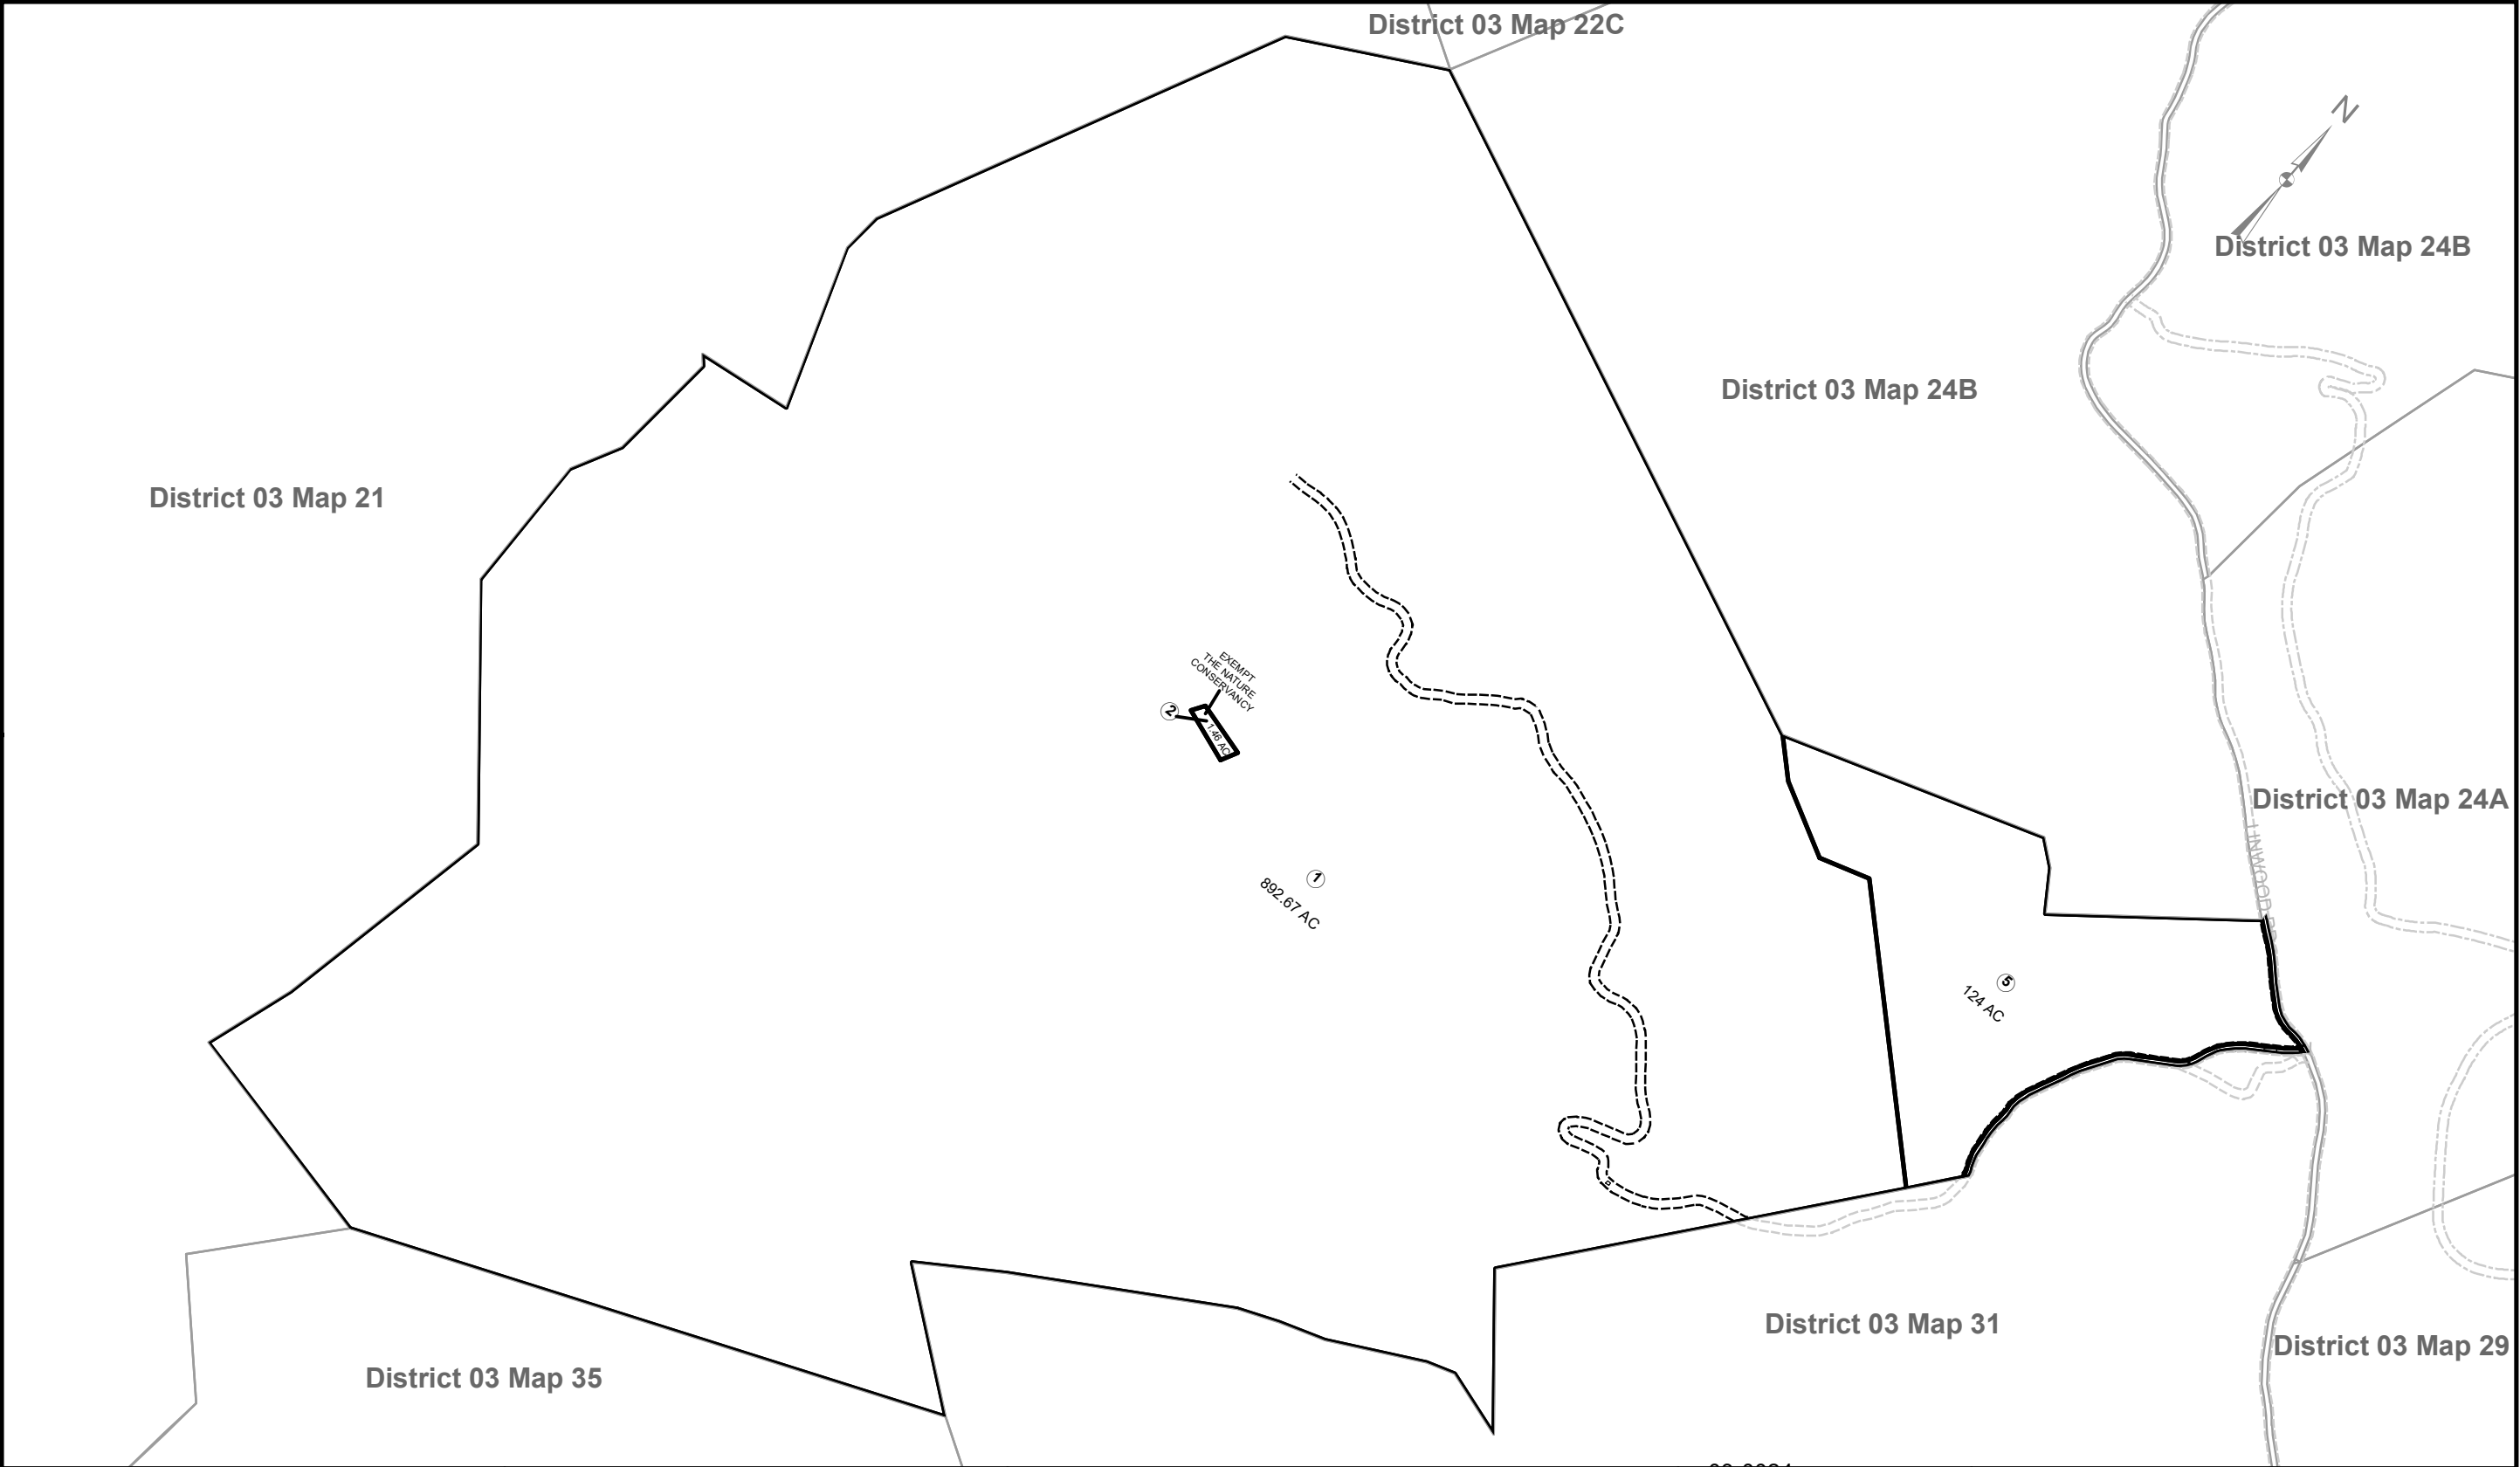 District 03 Map 22C
N
District 03 Map 24B
District 03 Map 24B
District 03 Map 21
EXEMPT
THE NATURE
CONSERVANCY
2
1.46 AC
District 03 Map 24A
1
892.67 AC
5
124 AC
District 03 Map 31
District 03 Map 29
District 03 Map 35